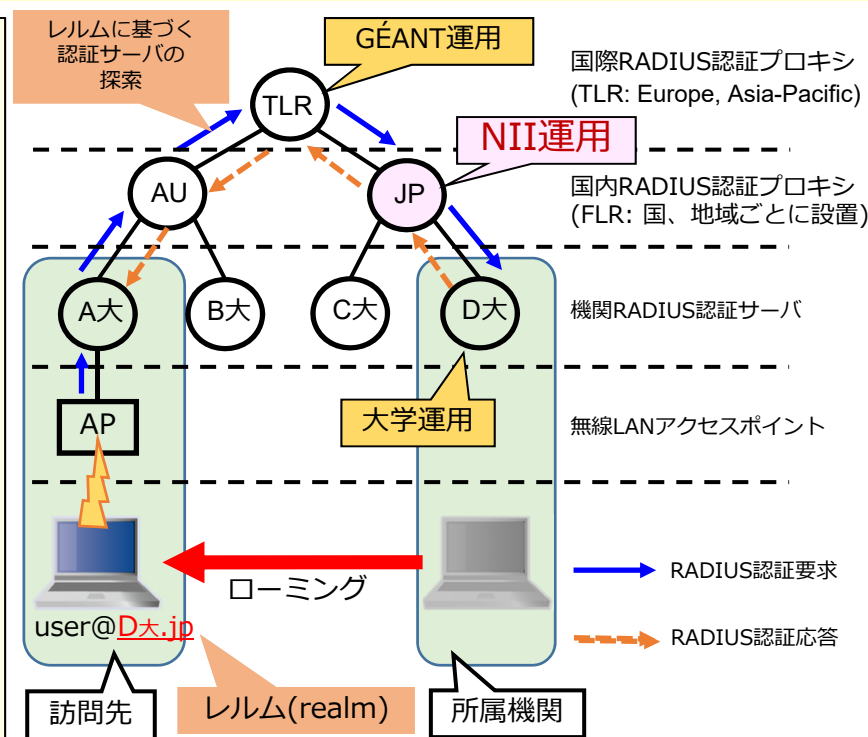 レルムに基づく
認証サーバの
探索
GÉANT運用
国際RADIUS認証プロキシ
(TLR: Europe, Asia-Pacific)
TLR
NII運用
AU
JP
国内RADIUS認証プロキシ
(FLR: 国、地域ごとに設置)
A大
B大
C大
D大
機関RADIUS認証サーバ
AP
大学運用
無線LANアクセスポイント
ローミング
RADIUS認証要求
user@D大.jp
RADIUS認証応答
訪問先
レルム(realm)
所属機関